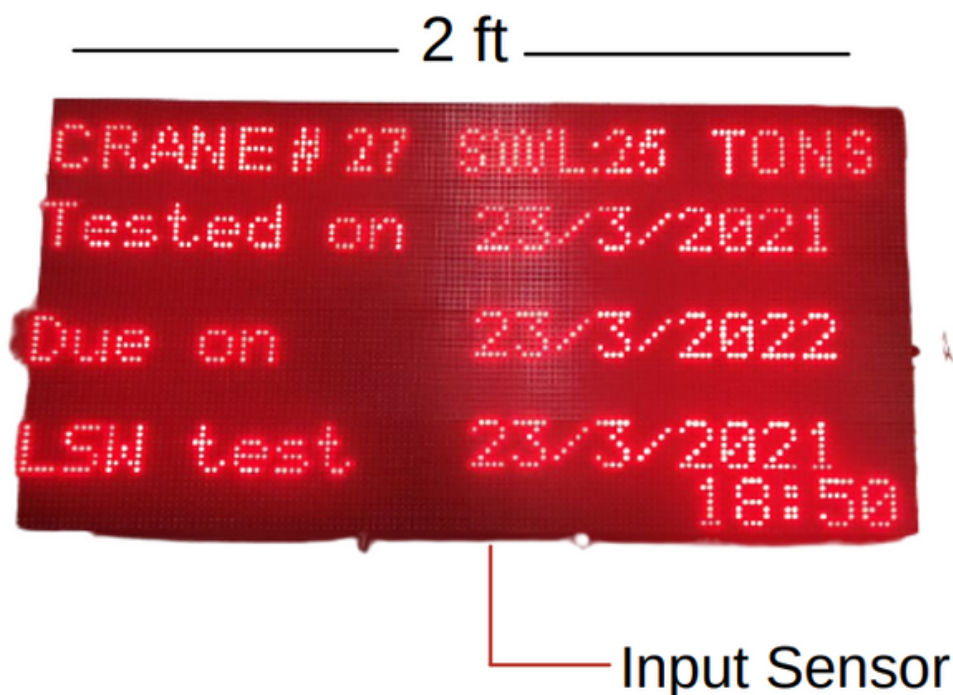 2 ft
CRANE# 27 SWL:25 TONS
Tested on 23/3/2021
Due on 23/3/2022
LSW test 23/3/2021
18:50
Input Sensor